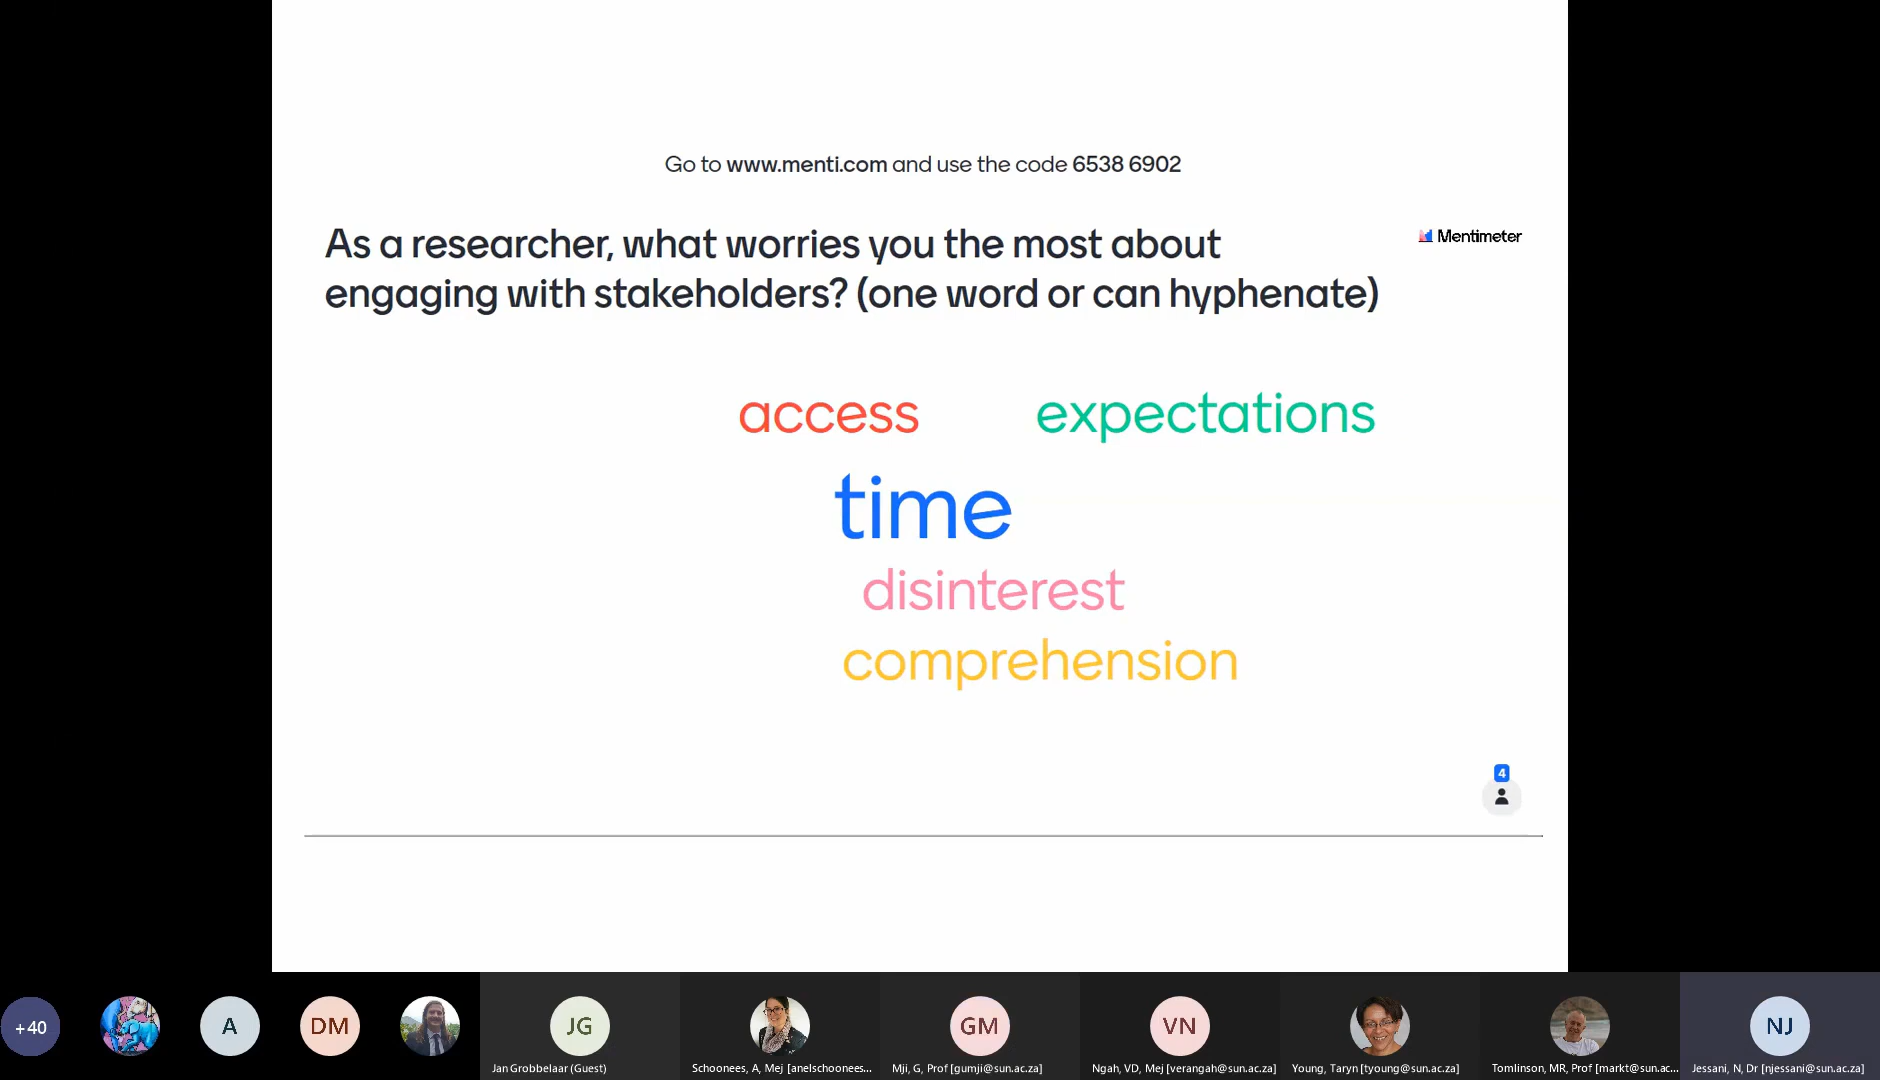 Go to www.menti.com and use the code 6538 6902
As a researcher, what worries you the most about
engaging with stakeholders? (one word or can hyphenate)
Mentimeter
access
expectations
time
disinterest
comprehension
4
+40
A
DM
JG
GM
VN
NJ
Jan Grobbelaar (Guest)
Schoonees, A, Mej [anelschoonees...
Mji, G, Prof [gumji@sun.ac.za]
Ngah, VD, Mej [verangah@sun.ac.za]
Young, Taryn [tyoung@sun.ac.za]
Tomlinson, MR, Prof [markt@sun.ac...
Jessani, N, Dr [njessani@sun.ac.za]